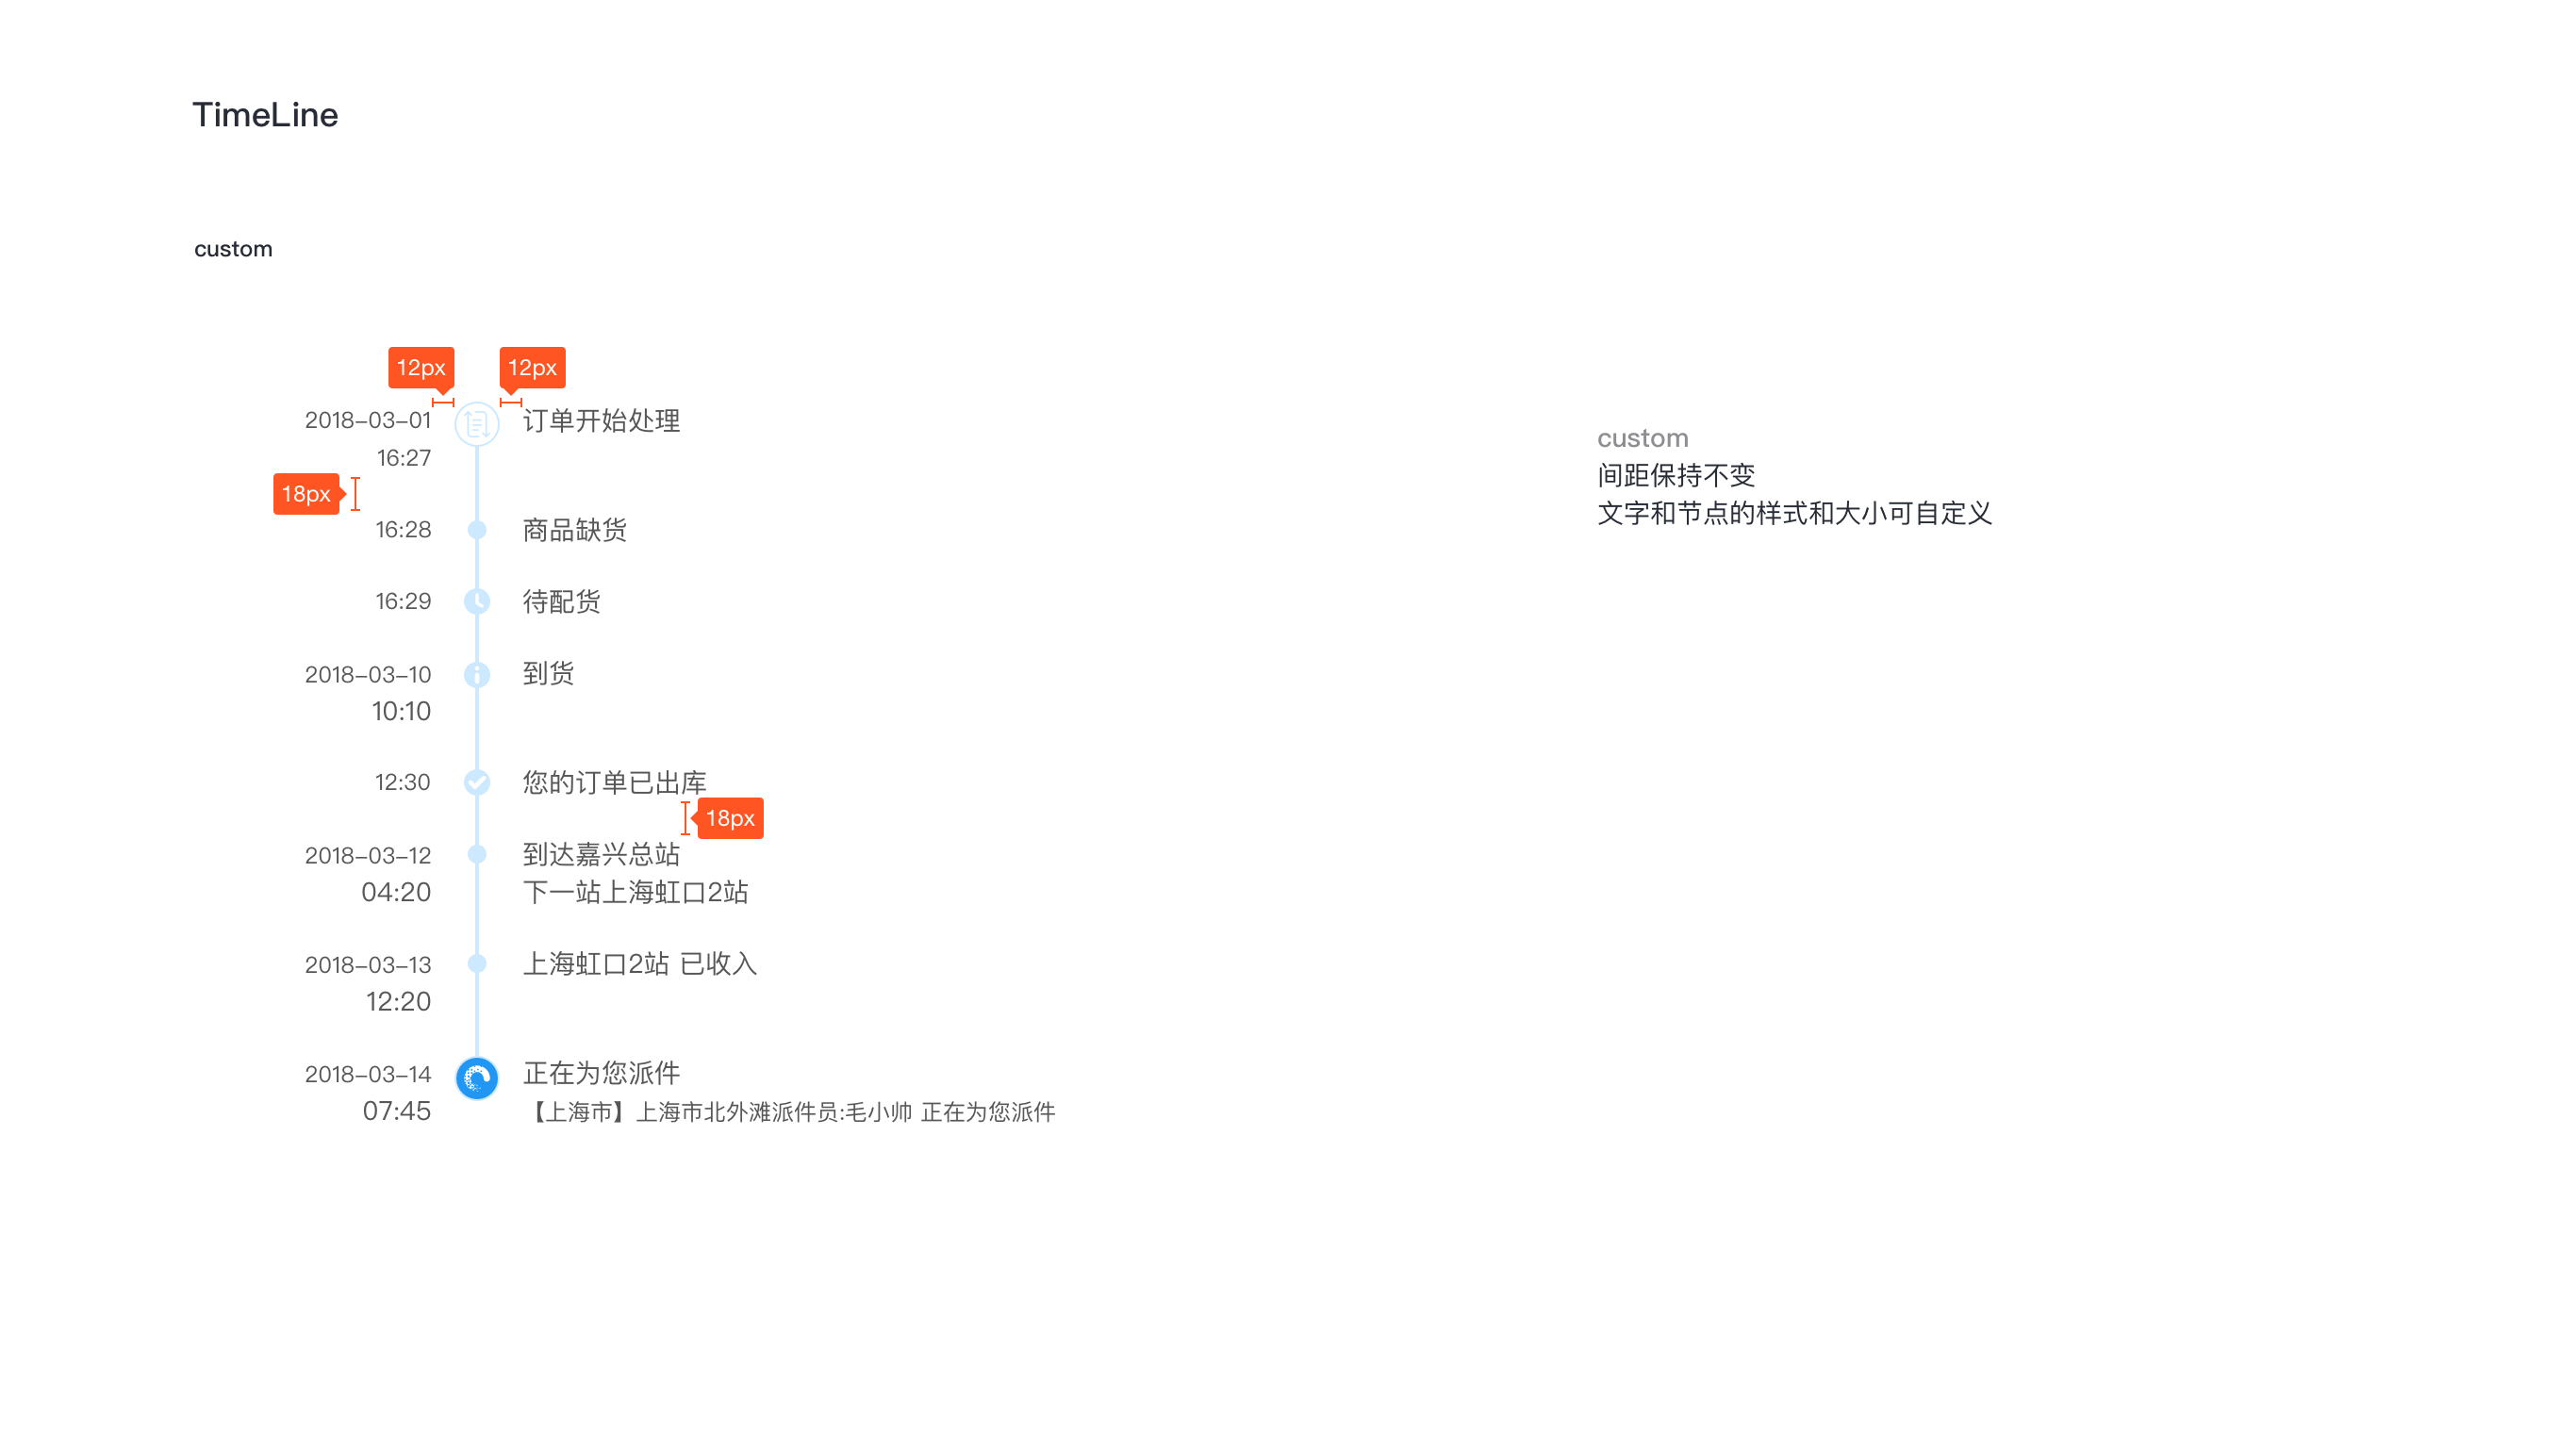 TimeLine
custom
12px 12px
2018-03-01 订单开始处理
16:27
18px
16:28 商品缺货
16:29 待配货
2018-03-10 到货
10:10
12:30 您的订单已出库
18px
2018-03-12 到达嘉兴总站
04:20 下一站上海虹口2站
2018-03-13 上海虹口2站 已收入
12:20
2018-03-14 正在为您派件
07:45 【上海市】上海市北外滩派件员:毛小帅 正在为您派件
custom
间距保持不变
文字和节点的样式和大小可自定义